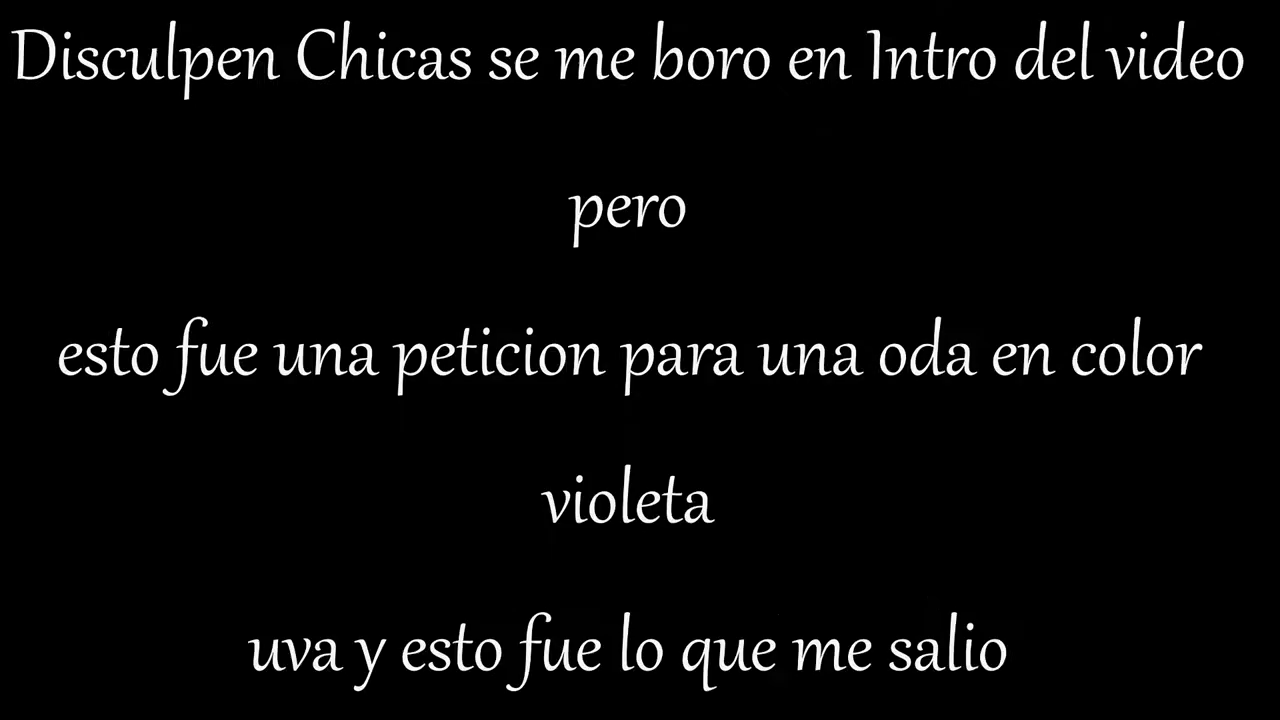 Disculpen Chicas se me boro en Intro del video
pero
esto fue una peticion para una oda en color
violeta
uva y esto fue lo que me salio